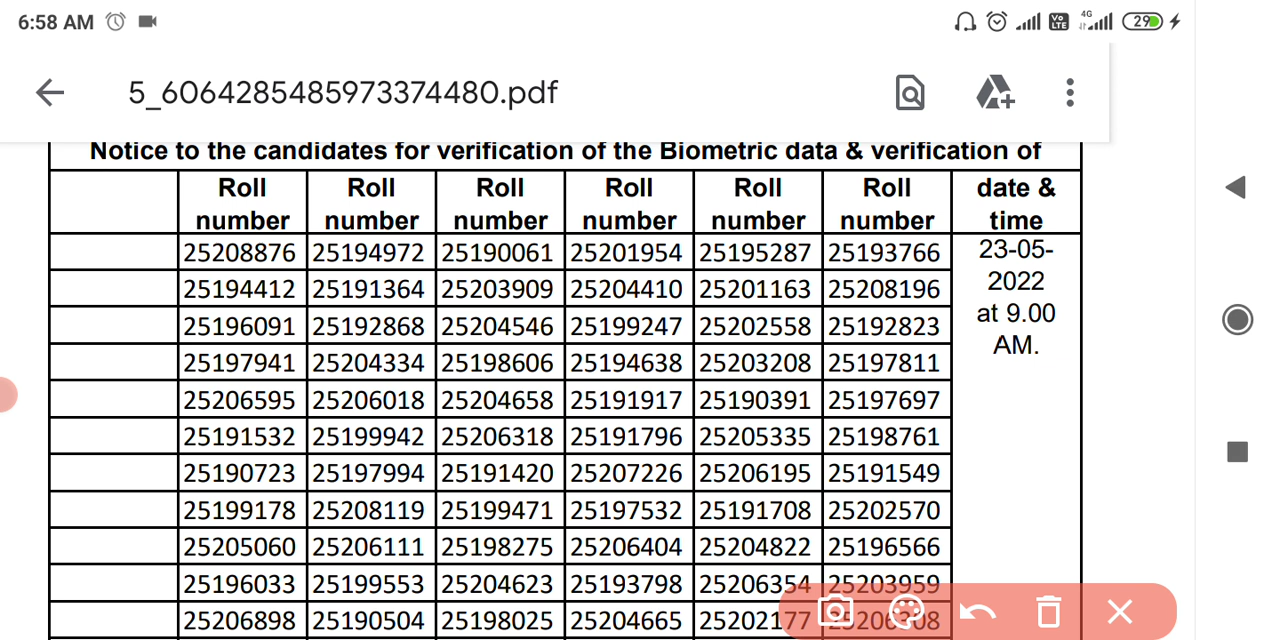 6:58 AM
Vo LTE 4G 29
5_6064285485973374480.pdf
Notice to the candidates for verification of the Biometric data & verification of
Roll number Roll number Roll number Roll number Roll number Roll number date & time
25208876 25194972 25190061 25201954 25195287 25193766 23-05-
2022
at 9.00
AM.
25194412 25191364 25203909 25204410 25201163 25208196
25196091 25192868 25204546 25199247 25202558 25192823
25197941 25204334 25198606 25194638 25203208 25197811
25206595 25206018 25204658 25191917 25190391 25197697
25191532 25199942 25206318 25191796 25205335 25198761
25190723 25197994 25191420 25207226 25206195 25191549
25199178 25208119 25199471 25197532 25191708 25202570
25205060 25206111 25198275 25206404 25204822 25196566
25196033 25199553 25204623 25193798 25206354 25203959
25206898 25190504 25198025 25204665 25202177